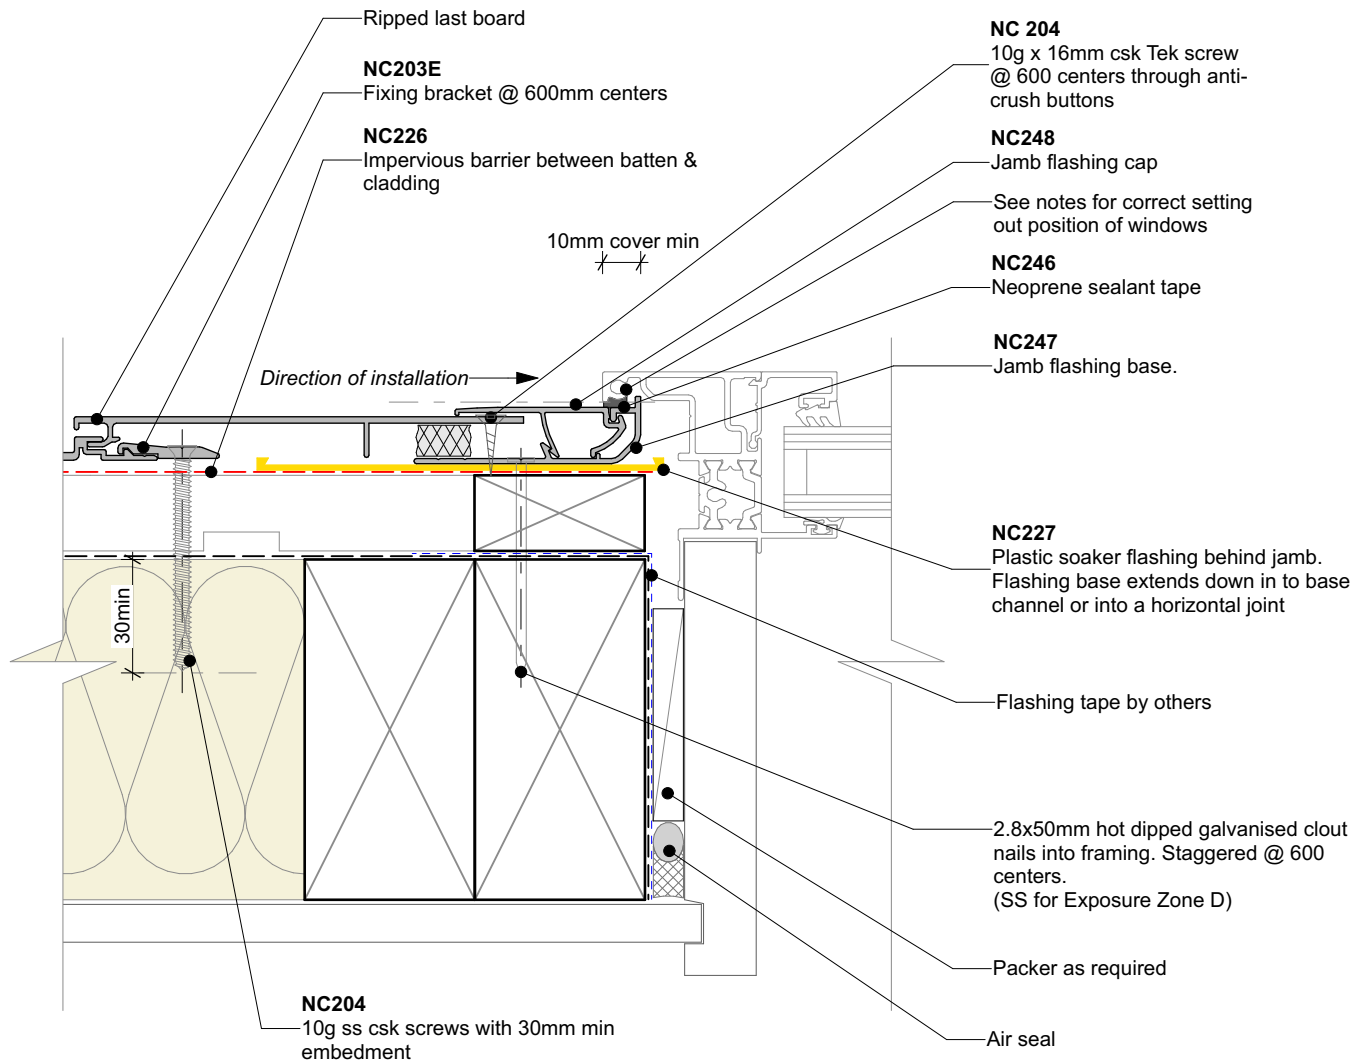 Ripped last board
NC203E
Fixing bracket @ 600mm centers
NC226
Impervious barrier between batten &
cladding
10mm cover min
Direction of installation
NC 204
10g x 16mm csk Tek screw
@ 600 centers through anti-
crush buttons
NC248
Jamb flashing cap
See notes for correct setting
out position of windows
NC246
Neoprene sealant tape
NC247
Jamb flashing base.
NC227
Plastic soaker flashing behind jamb.
Flashing base extends down in to base
channel or into a horizontal joint
30min
Flashing tape by others
2.8x50mm hot dipped galvanised clout
nails into framing. Staggered @ 600
centers.
(SS for Exposure Zone D)
Packer as required
Air seal
NC204
10g ss csk screws with 30mm min
embedment